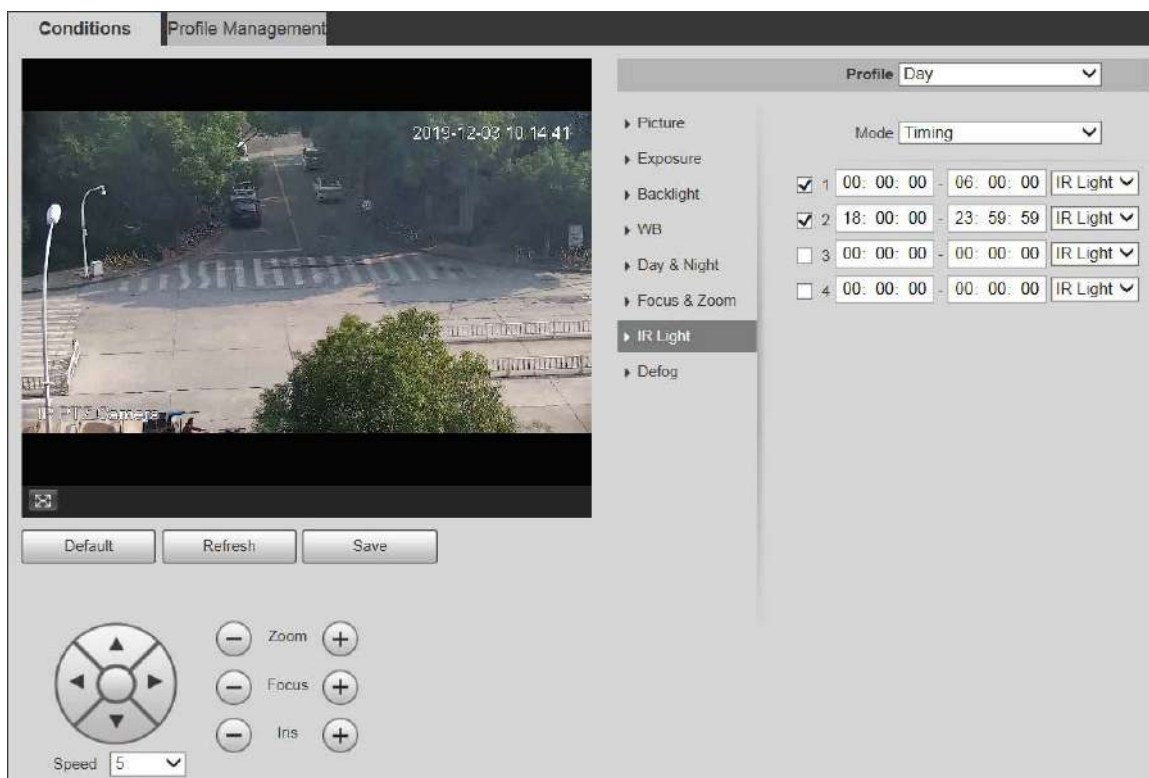 Conditions
Profile Management
2019-12-03 10:14:41
IP PTZ Camera
Default
Refresh
Save
Zoom
Focus
Iris
Speed 5
Profile Day
Picture
Exposure
Backlight
WB
Day & Night
Focus & Zoom
IR Light
Defog
Mode Timing
1 00: 00: 00 - 06: 00: 00 IR Light
2 18: 00: 00 - 23: 59: 59 IR Light
3 00: 00: 00 - 00: 00: 00 IR Light
4 00: 00: 00 - 00: 00: 00 IR Light